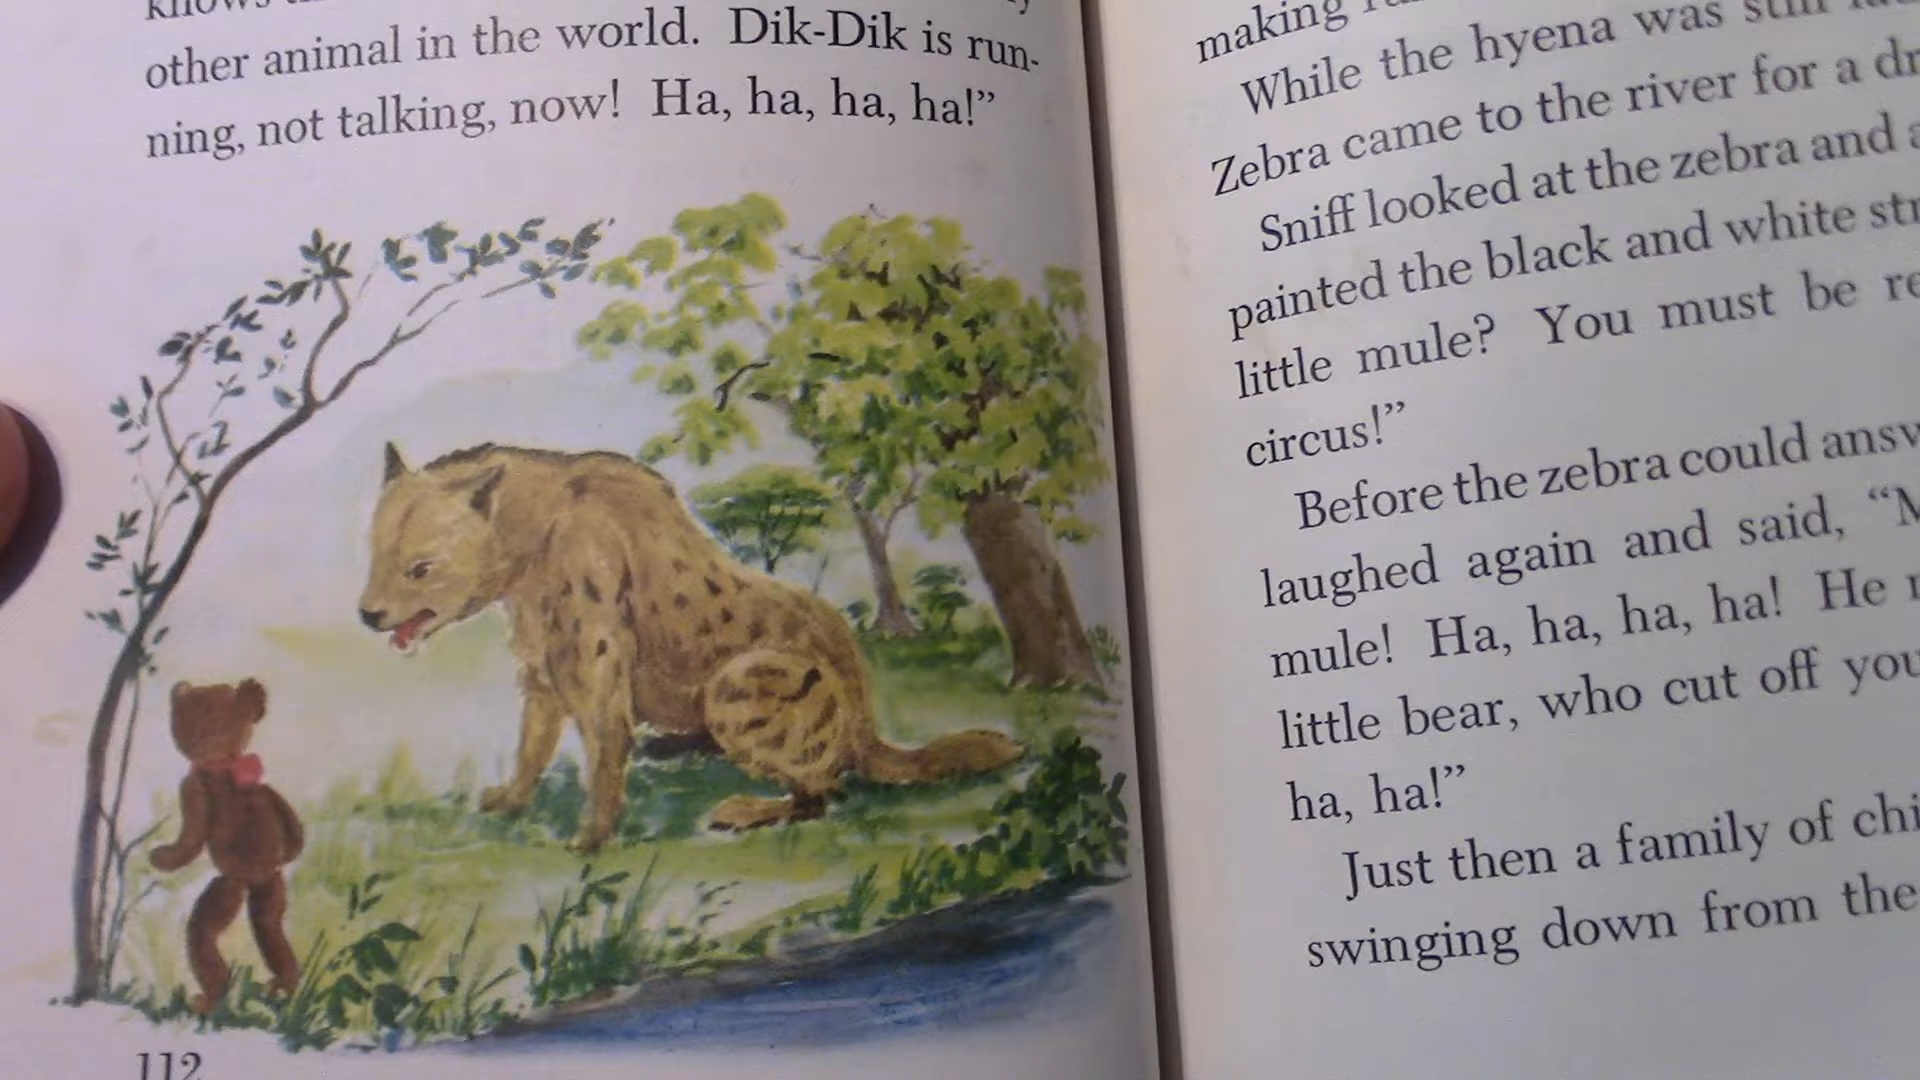 other animal in the world. Dik-Dik is run-
ning, not talking, now! Ha, ha, ha, ha!”
112
making
While the hyena was still
Zebra came to the river for a
Sniff looked at the zebra and
painted the black and white
little mule? You must be
circus!”
Before the zebra could
laughed again and said,
mule! Ha, ha, ha, ha! He
little bear, who cut off
ha, ha!”
Just then a family of
swinging down from the